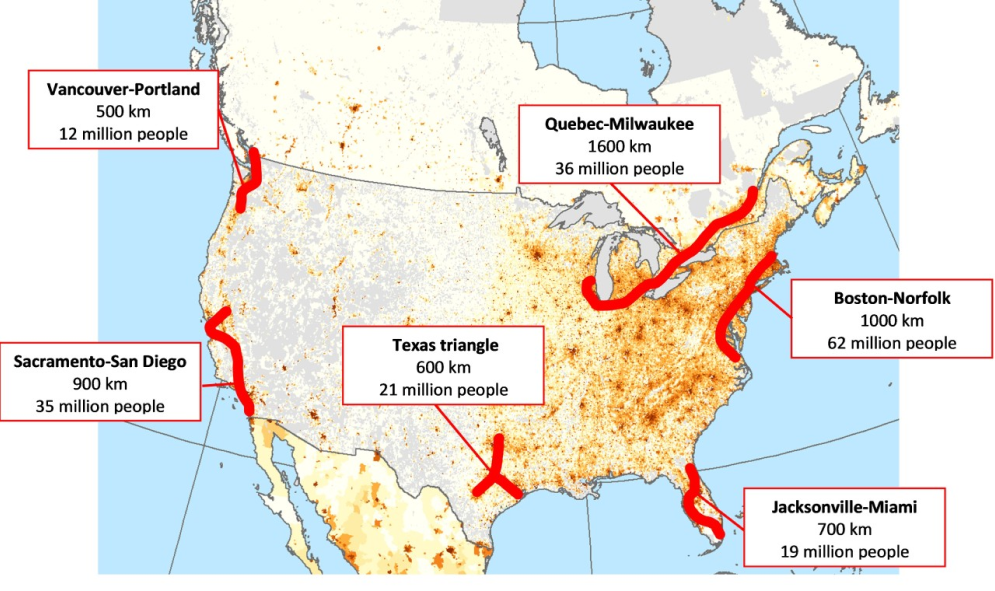 Vancouver-Portland
500 km
12 million people
Quebec-Milwaukee
1600 km
36 million people
Boston-Norfolk
1000 km
62 million people
Texas triangle
600 km
21 million people
Sacramento-San Diego
900 km
35 million people
Jacksonville-Miami
700 km
19 million people